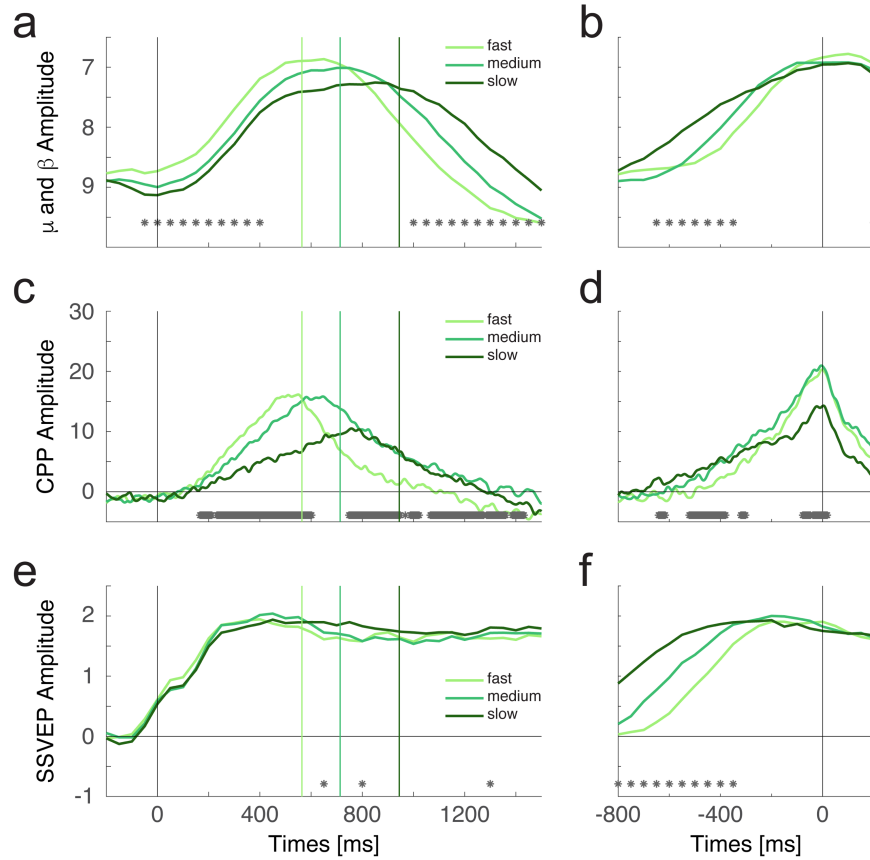 a
b
7
8
9
μ and β Amplitude
fast
medium
slow
c
d
30
20
10
0
CPP Amplitude
fast
medium
slow
e
f
2
1
0
-1
SSVEP Amplitude
fast
medium
slow
0 400 800 1200
-800 -400 0
Times [ms] Times [ms]